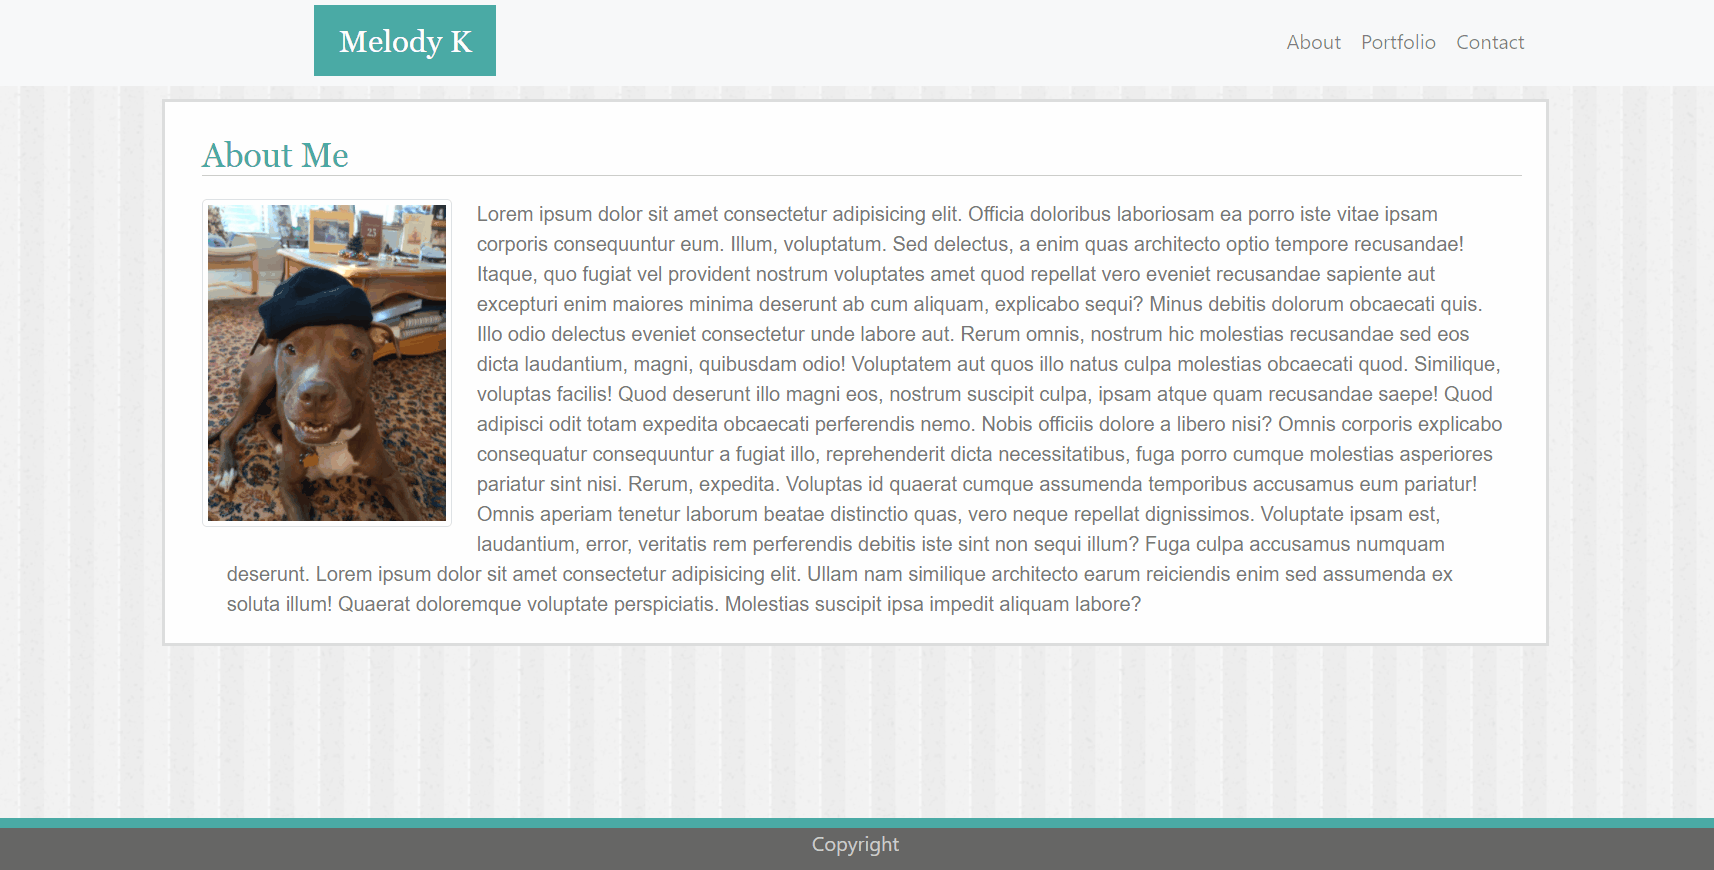 Melody K
About Portfolio Contact
About Me
Lorem ipsum dolor sit amet consectetur adipisicing elit. Officia doloribus laboriosam ea porro iste vitae ipsam
corporis consequuntur eum. Illum, voluptatum. Sed delectus, a enim quas architecto optio tempore recusandae!
Itaque, quo fugiat vel provident nostrum voluptates amet quod repellat vero eveniet recusandae sapiente aut
excepturi enim maiores minima deserunt ab cum aliquam, explicabo sequi? Minus debitis dolorum obcaecati quis.
Illo odio delectus eveniet consectetur unde labore aut. Rerum omnis, nostrum hic molestias recusandae sed eos
dicta laudantium, magni, quibusdam odio! Voluptatem aut quos illo natus culpa molestias obcaecati quod. Similique,
voluptas facilis! Quod deserunt illo magni eos, nostrum suscipit culpa, ipsam atque quam recusandae saepe! Quod
adipisci odit totam expedita obcaecati perferendis nemo. Nobis officiis dolore a libero nisi? Omnis corporis explicabo
consequatur consequuntur a fugiat illo, reprehenderit dicta necessitatibus, fuga porro cumque molestias asperiores
pariatur sint nisi. Rerum, expedita. Voluptas id quaerat cumque assumenda temporibus accusamus eum pariatur!
Omnis aperiam tenetur laborum beatae distinctio quas, vero neque repellat dignissimos. Voluptate ipsam est,
laudantium, error, veritatis rem perferendis debitis iste sint non sequi illum? Fuga culpa accusamus numquam
deserunt. Lorem ipsum dolor sit amet consectetur adipisicing elit. Ullam nam similique architecto earum reiciendis enim sed assumenda ex
soluta illum! Quaerat doloremque voluptate perspiciatis. Molestias suscipit ipsa impedit aliquam labore?
Copyright